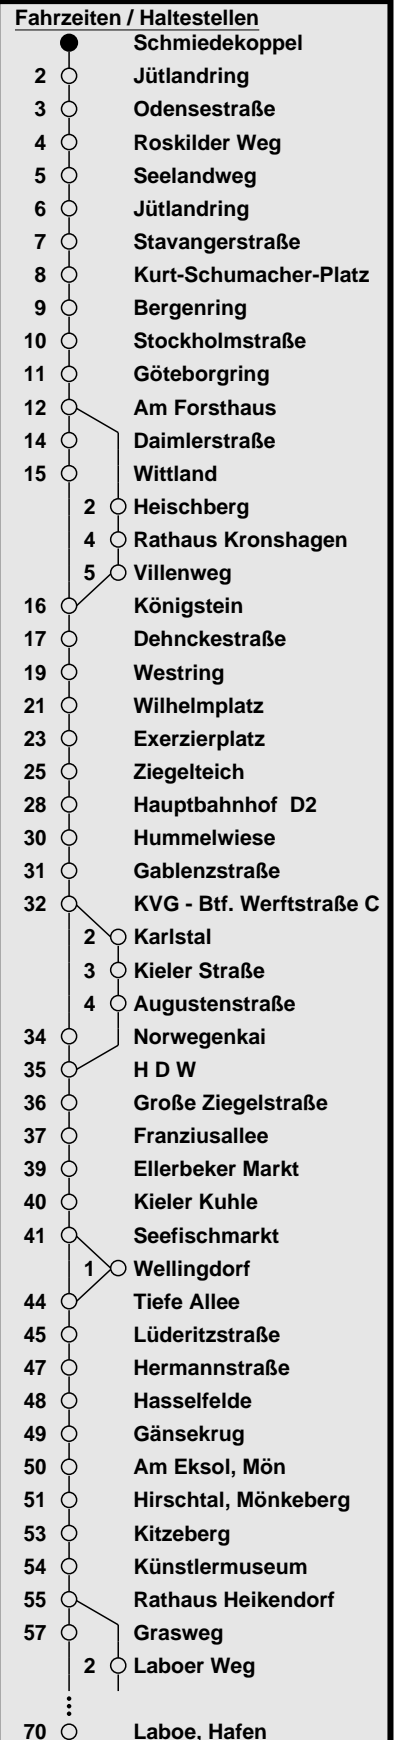 Fahrzeiten / Haltestellen
Schmiedekoppel
2 Jütlandring
3 Odensestraße
4 Roskilder Weg
5 Seelandweg
6 Jütlandring
7 Stavangerstraße
8 Kurt-Schumacher-Platz
9 Bergenring
10 Stockholmstraße
11 Göteborgring
12 Am Forsthaus
14 Daimlerstraße
15 Wittland
2 Heischberg
4 Rathaus Kronshagen
5 Villenweg
16 Königstein
17 Dehnckestraße
19 Westring
21 Wilhelmplatz
23 Exerzierplatz
25 Ziegelteich
28 Hauptbahnhof D2
30 Hummelwiese
31 Gablenzstraße
32 KVG - Btf. Werftstraße C
2 Karlstal
3 Kieler Straße
4 Augustenstraße
34 Norwegenkai
35 H D W
36 Große Ziegelstraße
37 Franziusallee
39 Ellerbeker Markt
40 Kieler Kuhle
41 Seefischmarkt
1 Wellingdorf
44 Tiefe Allee
45 Lüderitzstraße
47 Hermannstraße
48 Hasselfelde
49 Gänsekrug
50 Am Eksol, Mön
51 Hirschtal, Mönkeberg
53 Kitzeberg
54 Künstlermuseum
55 Rathaus Heikendorf
57 Grasweg
2 Laboer Weg
70 Laboe, Hafen